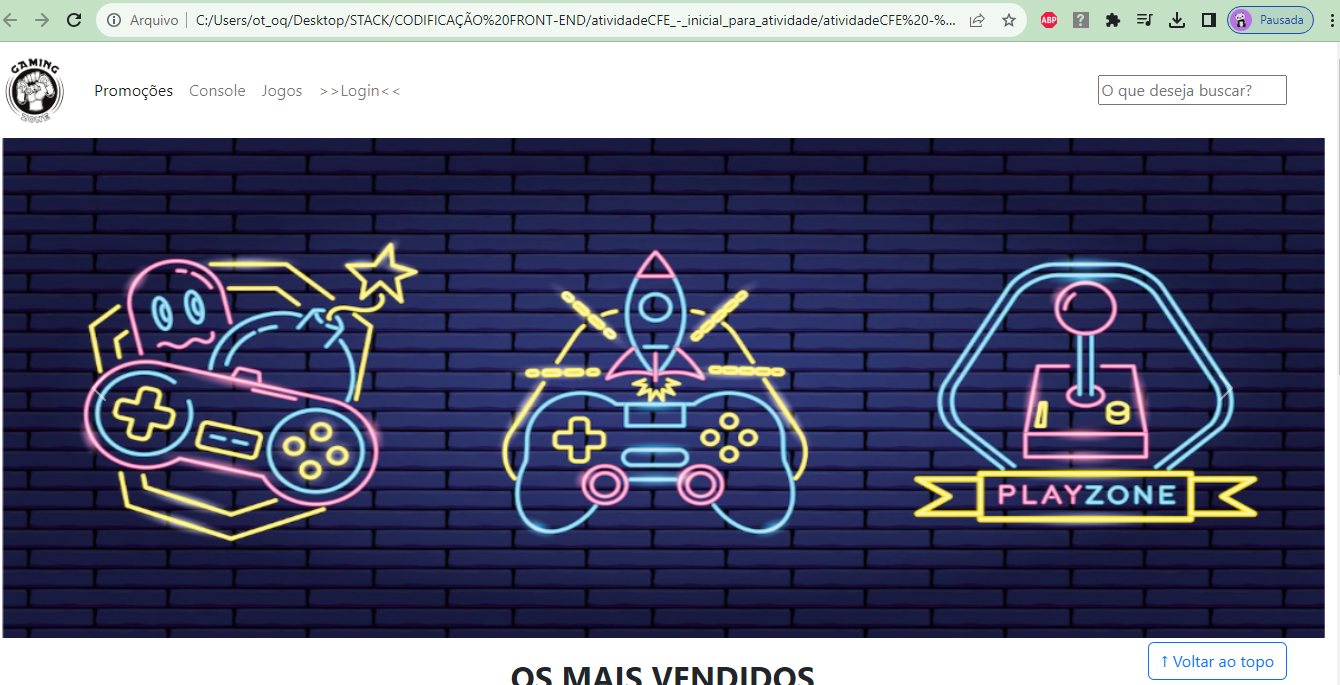 Arquivo
C:/Users/ot_oq/Desktop/STACK/CODIFICAÇÃO%20FRONT-END/atividadeCFE_-_inicial_para_atividade/atividadeCFE%20-%...
ABP
?
Pausada
GAMING
ZONE
Promoções
Console
Jogos
>>Login<<
O que deseja buscar?
PLAYZONE
↑ Voltar ao topo
OS MAIS VENDIDOS